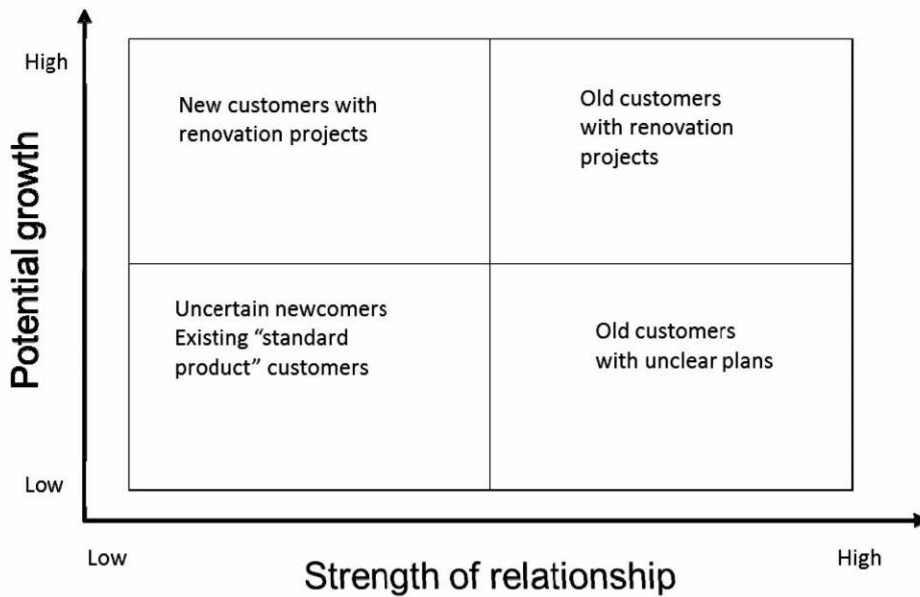 High
Potential growth
Low
New customers with
renovation projects
Old customers
with renovation
projects
Uncertain newcomers
Existing “standard
product” customers
Old customers
with unclear plans
Low
High
Strength of relationship